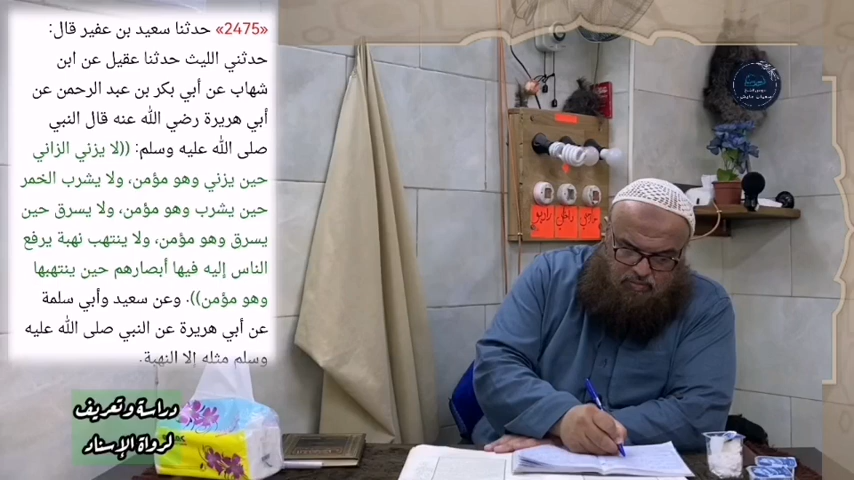 «2475» حدثنا سعيد بن عفير قال:
حدثني الليث حدثنا عقيل عن ابن
شهاب عن أبي بكر بن عبد الرحمن عن
أبي هريرة رضي الله عنه قال النبي
صلى الله عليه وسلم: ((لا يزني الزاني
حين يزني وهو مؤمن، ولا يشرب الخمر
حين يشرب وهو مؤمن، ولا يسرق حين
يسرق وهو مؤمن، ولا ينتهب نهبة يرفع
الناس إليه فيها أبصارهم حين ينتهبها
وهو مؤمن)). وعن سعيد وأبي سلمة
عن أبي هريرة عن النبي صلى الله عليه
وسلم مثله إلا النهبة.
دراسة وتعريف
لرواة الإسناد
خارجي
داخلي
راديو